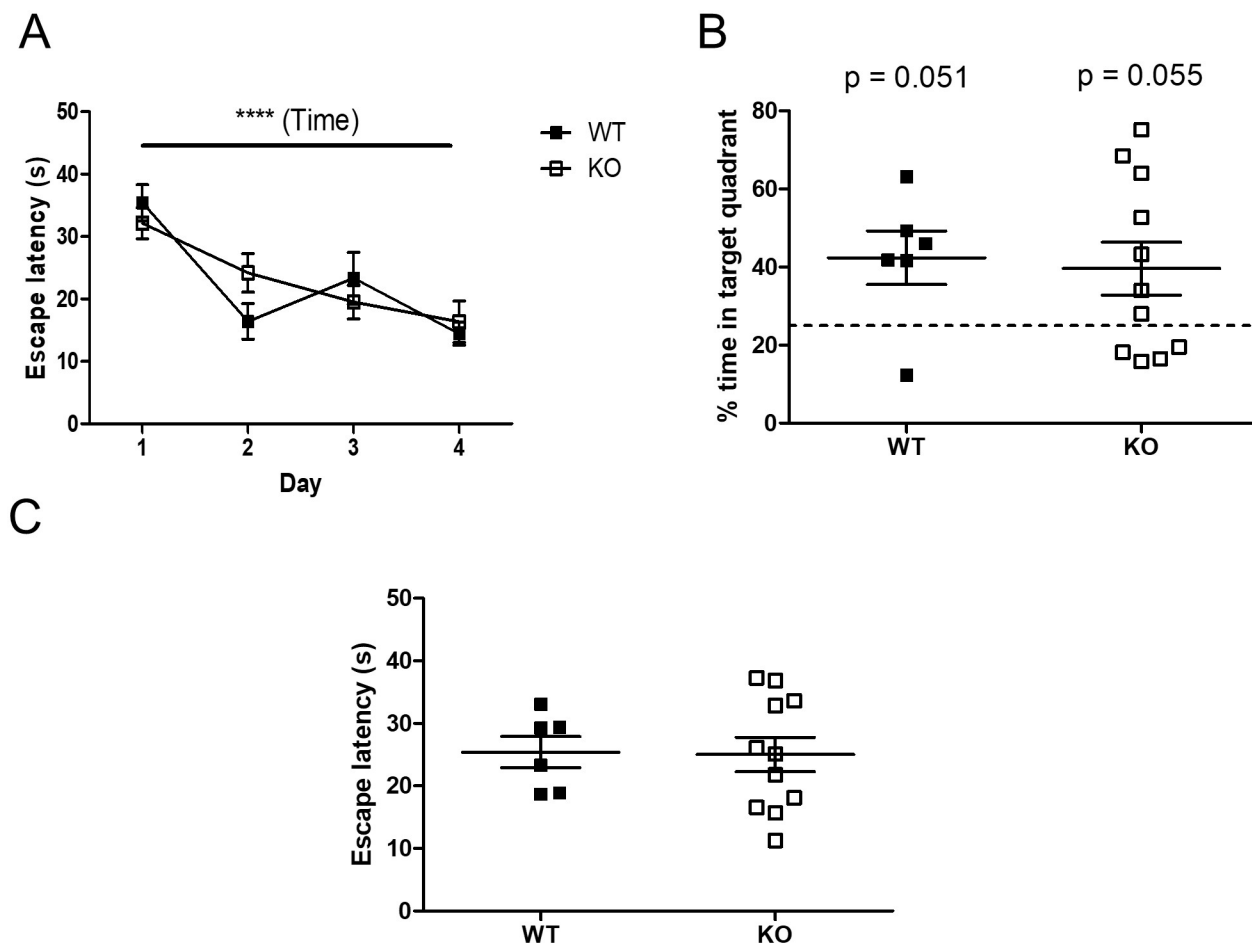 A
50
40
30
20
10
0
Escape latency (s)
**** (Time)
WT
KO
1 2 3 4
Day
B
p = 0.051 p = 0.055
80
60
40
20
0
% time in target quadrant
WT KO
C
50
40
30
20
10
0
Escape latency (s)
WT KO